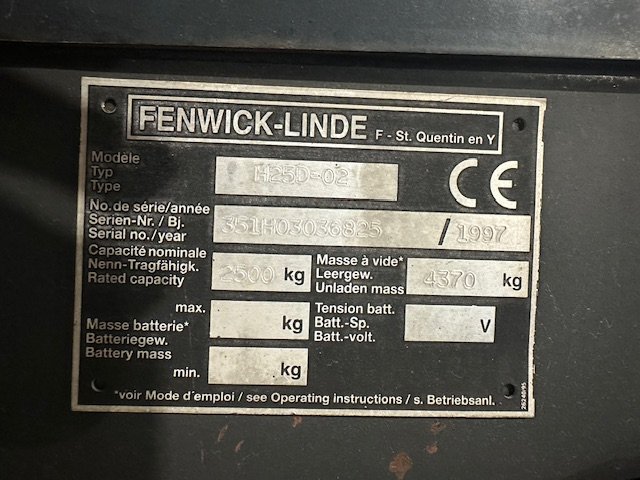 FENWICK-LINDE F - St. Quentin en Y
Modèle
Typ
Type
H25D-02
CE
No.de série/année
Serien-Nr. / Bj.
Serial no./year
351H03036825 / 1997
Capacité nominale
Nenn-Tragfähigk.
Rated capacity
2500 kg
Masse à vide*
Leergew.
Unladen mass
4370 kg
max. kg
Masse batterie*
Batteriegew.
Battery mass
min. kg
Tension batt.
Batt.-Sp.
Batt.-volt.
V
*voir Mode d'emploi / see Operating instructions / s. Betriebsanl.